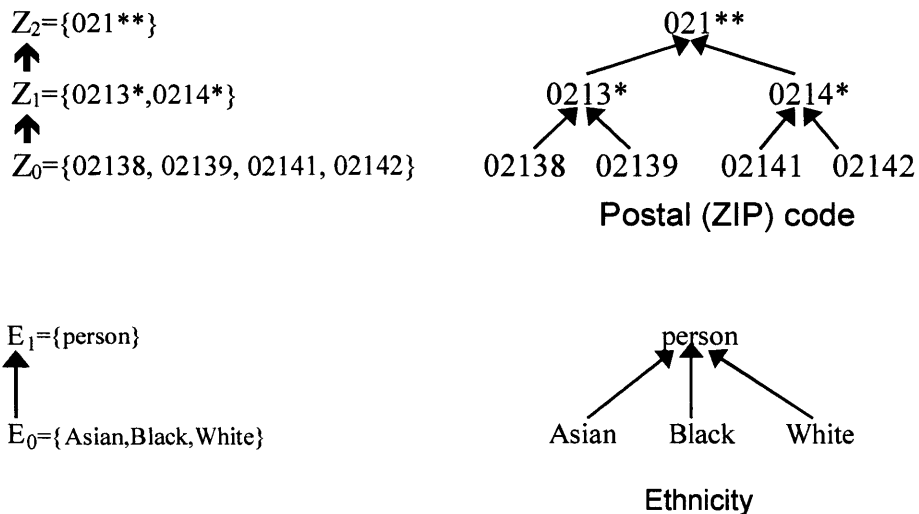 Z2={021**}
021**
Z1={0213*,0214*}
0213*
0214*
Z0={02138, 02139, 02141, 02142}
02138
02139
02141
02142
Postal (ZIP) code
E1={person}
person
E0={Asian,Black,White}
Asian
Black
White
Ethnicity